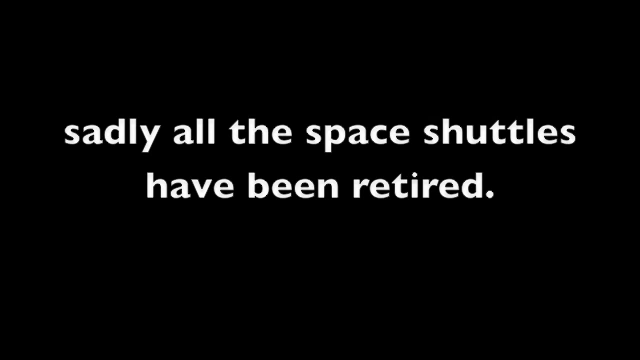 sadly all the space shuttles
have been retired.